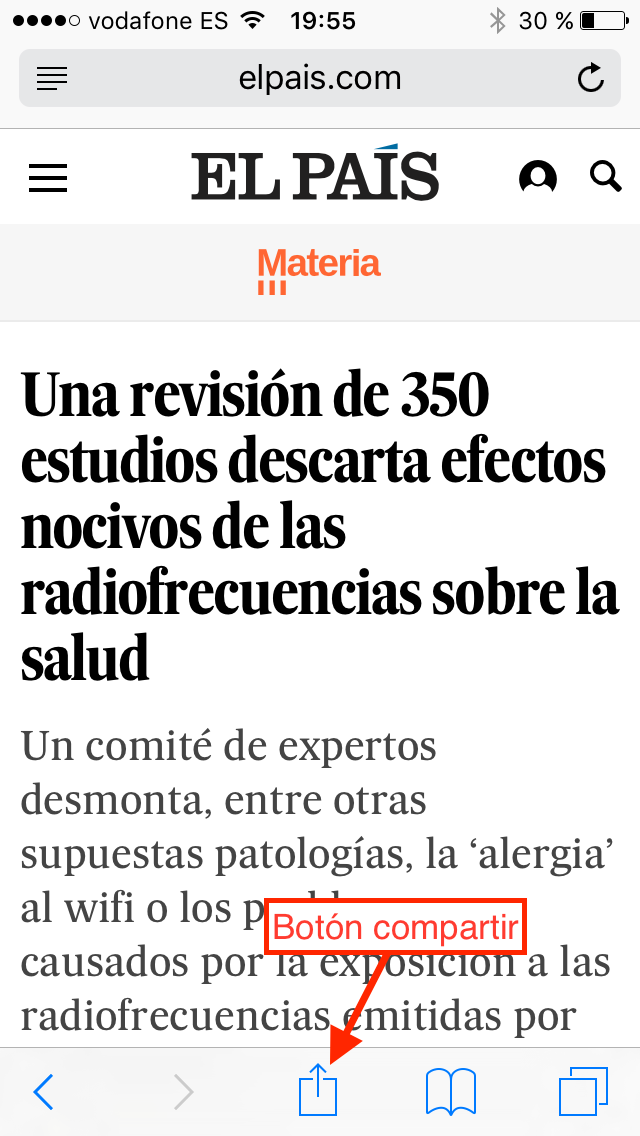 vodafone ES 19:55 30 %
elpais.com
EL PAÍS
Materia
Una revisión de 350
estudios descarta efectos
nocivos de las
radiofrecuencias sobre la
salud
Un comité de expertos
desmonta, entre otras
supuestas patologías, la ‘alergia’
al wifi o los
Botón compartir
causados por la exposición a las
radiofrecuencias emitidas por